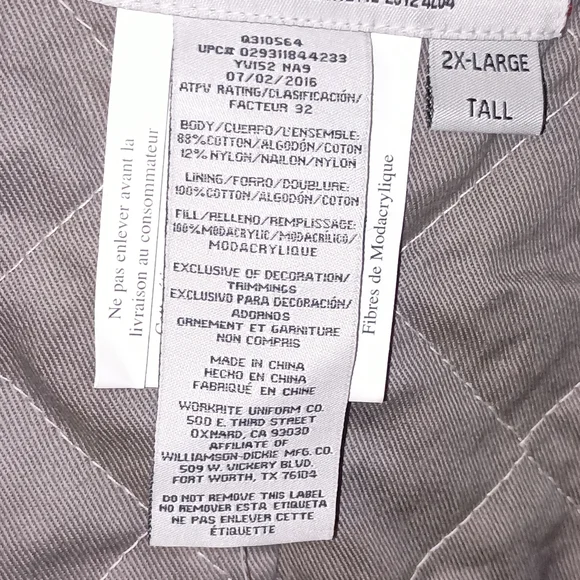 2X-LARGE
TALL
Q310564
UPC# 029311844233
YW152 NA9
07/02/2016
ATPV RATING/CLASIFICACIÓN/
FACTEUR 32
BODY/CUERPO/L'ENSEMBLE:
88%COTTON/ALGODÓN/COTON
12%NYLON/NAILON/NYLON
LINING/FORRO/DOUBLURE:
100%COTTON/ALGODÓN/COTON
FILL/RELLENO/REMPLISSAGE:
100%MODACRYLIC/MODACRÍLICO/
MODACRYLIQUE
EXCLUSIVE OF DECORATION/
TRIMMINGS
EXCLUSIVO PARA DECORACIÓN/
ADORNOS
ORNEMENT ET GARNITURE
NON COMPRIS
MADE IN CHINA
HECHO EN CHINA
FABRIQUÉ EN CHINE
WORKRITE UNIFORM CO.
500 E. THIRD STREET
OXNARD, CA 93030
AFFILIATE OF
WILLIAMSON-DICKIE MFG. CO.
509 W. VICKERY BLVD.
FORT WORTH, TX 76104
DO NOT REMOVE THIS LABEL
NO REMOVER ESTA ETIQUETA
NE PAS ENLEVER CETTE
ÉTIQUETTE
Ne pas enlever avant la
livraison au consommateur
Fibres de Modacrylique